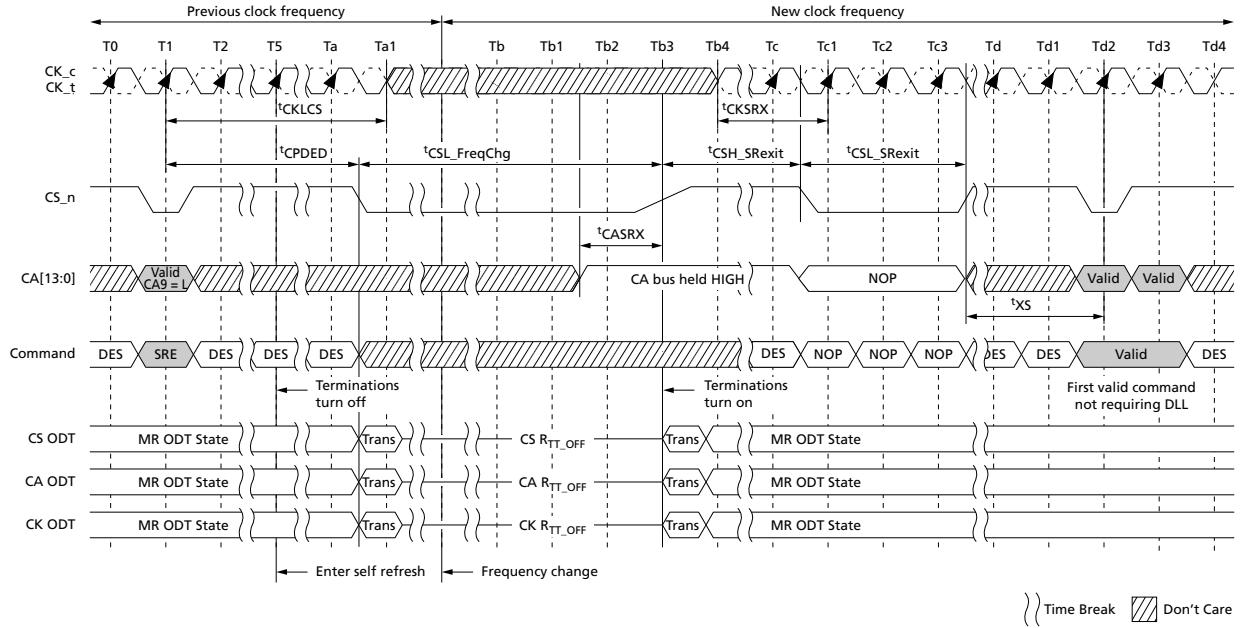 Previous clock frequency New clock frequency
T0 T1 T2 T5 Ta Ta1 Tb Tb1 Tb2 Tb3 Tb4 Tc Tc1 Tc2 Tc3 Td Td1 Td2 Td3 Td4
CK_c
CK_t
tCKLCS tCKSRX
tCPDED tCSL_FreqChg tCSH_SRexit tCSL_SRexit
CS_n
tCASRX
CA[13:0] Valid CA bus held HIGH NOP Valid Valid
CA9 = L
tXS
Command DES SRE DES DES DES DES NOP NOP NOP DES DES Valid DES
Terminations Terminations First valid command
turn off turn on not requiring DLL
CS ODT MR ODT State Trans CS RTT_OFF Trans MR ODT State
CA ODT MR ODT State Trans CA RTT_OFF Trans MR ODT State
CK ODT MR ODT State Trans CK RTT_OFF Trans MR ODT State
Enter self refresh Frequency change
Time Break Don't Care